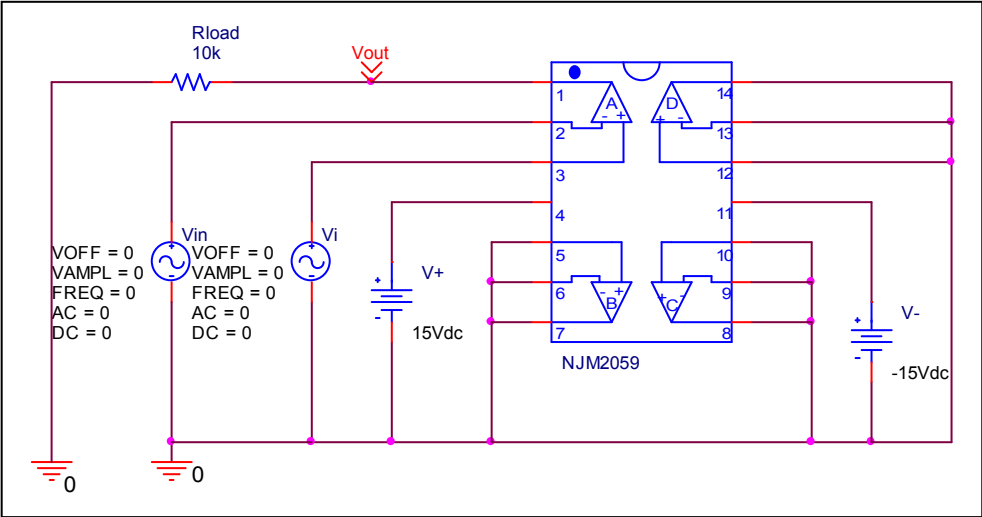 Rload
10k
Vout
1
2
3
4
5
6
7
A
- +
D
+ -
- +
B
+ -
C
14
13
12
11
10
9
8
NJM2059
Vin
VOFF = 0
VAMPL = 0
FREQ = 0
AC = 0
DC = 0
+
-
Vi
VOFF = 0
VAMPL = 0
FREQ = 0
AC = 0
DC = 0
+
-
V+
+
-
15Vdc
V-
+
-
-15Vdc
0
0